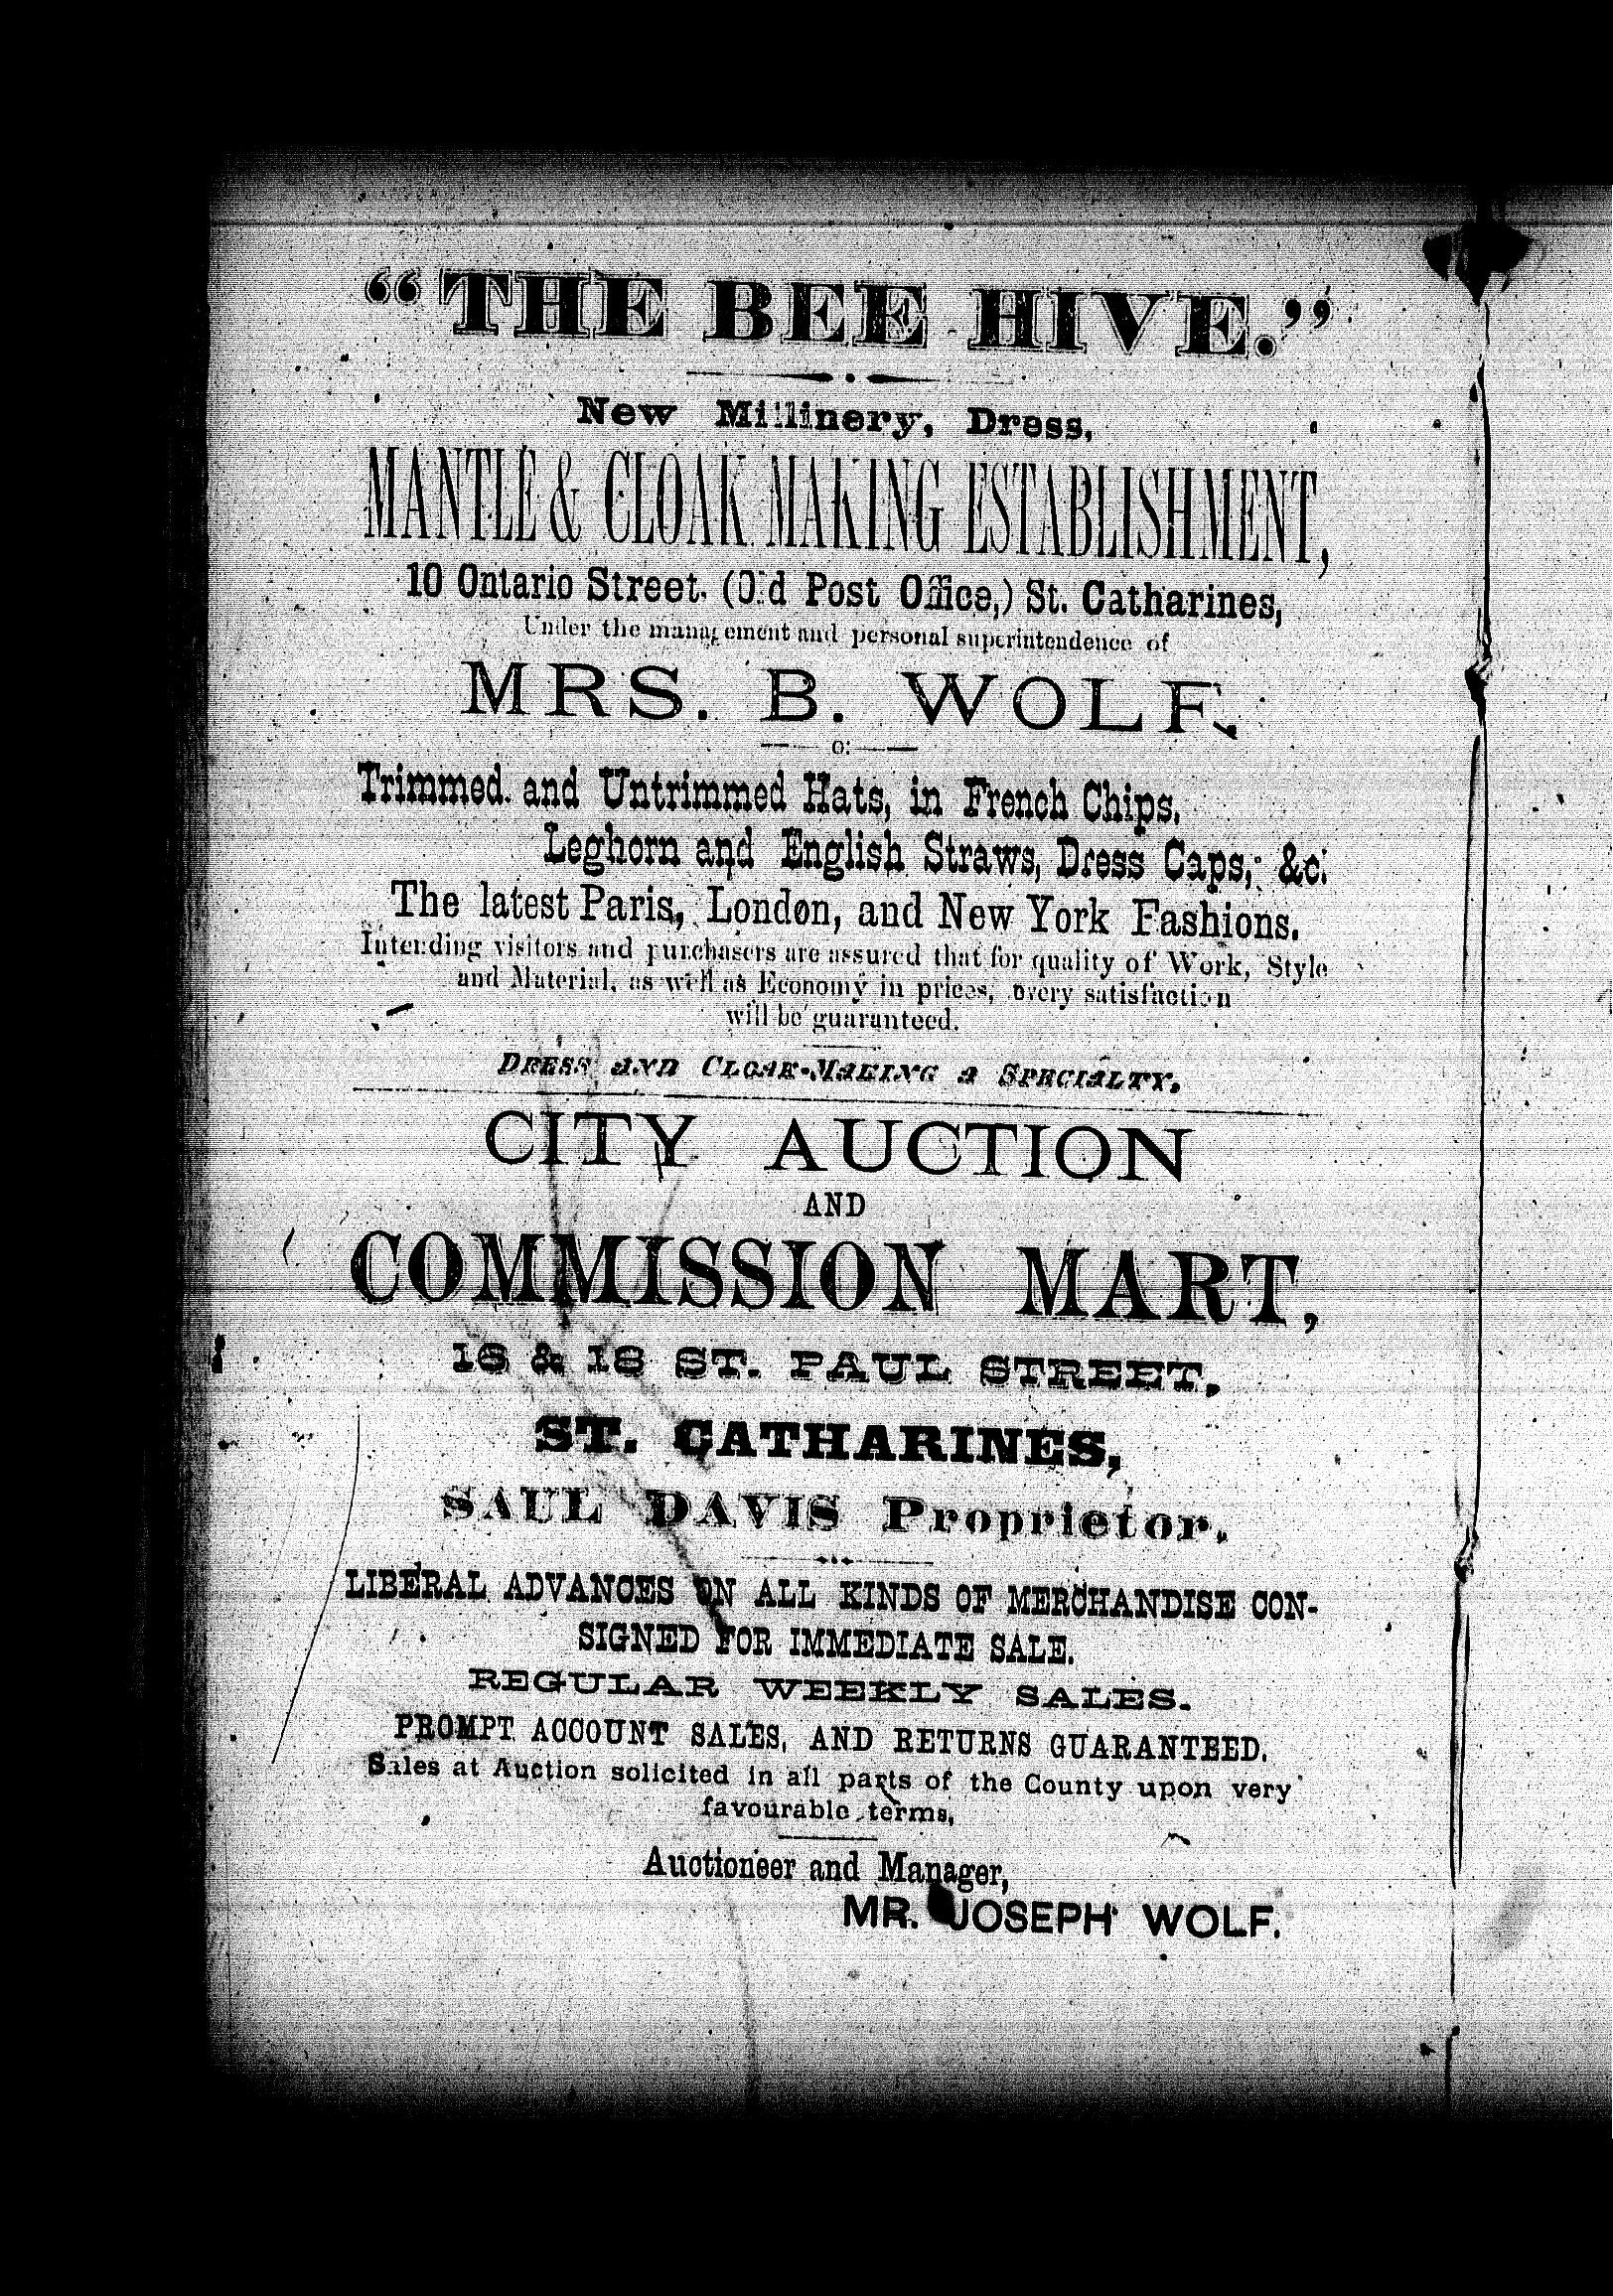 “THE BEE HIVE.”
New Millinery, Dress,
MANTLE & CLOAK MAKING ESTABLISHMENT,
10 Ontario Street. (Old Post Office,) St. Catharines,
Under the management and personal superintendence of
MRS. B. WOLF,
Trimmed and Untrimmed Hats, in French Chips,
Leghorn and English Straws, Dress Caps, &c.
The latest Paris, London, and New York Fashions.
Intending visitors and purchasers are assured that for quality of Work, Style
and Material, as well as Economy in prices, every satisfaction
will be guaranteed.
DRESS AND CLOAK-MAKING A SPECIALTY.
CITY AUCTION
AND
COMMISSION MART,
16 & 18 ST. PAUL STREET,
ST. CATHARINES,
SAUL DAVIS Proprietor.
LIBERAL ADVANCES ON ALL KINDS OF MERCHANDISE CON-
SIGNED FOR IMMEDIATE SALE.
REGULAR WEEKLY SALES.
PROMPT ACCOUNT SALES, AND RETURNS GUARANTEED.
Sales at Auction solicited in all parts of the County upon very
favourable terms,
Auctioneer and Manager,
MR. JOSEPH WOLF.